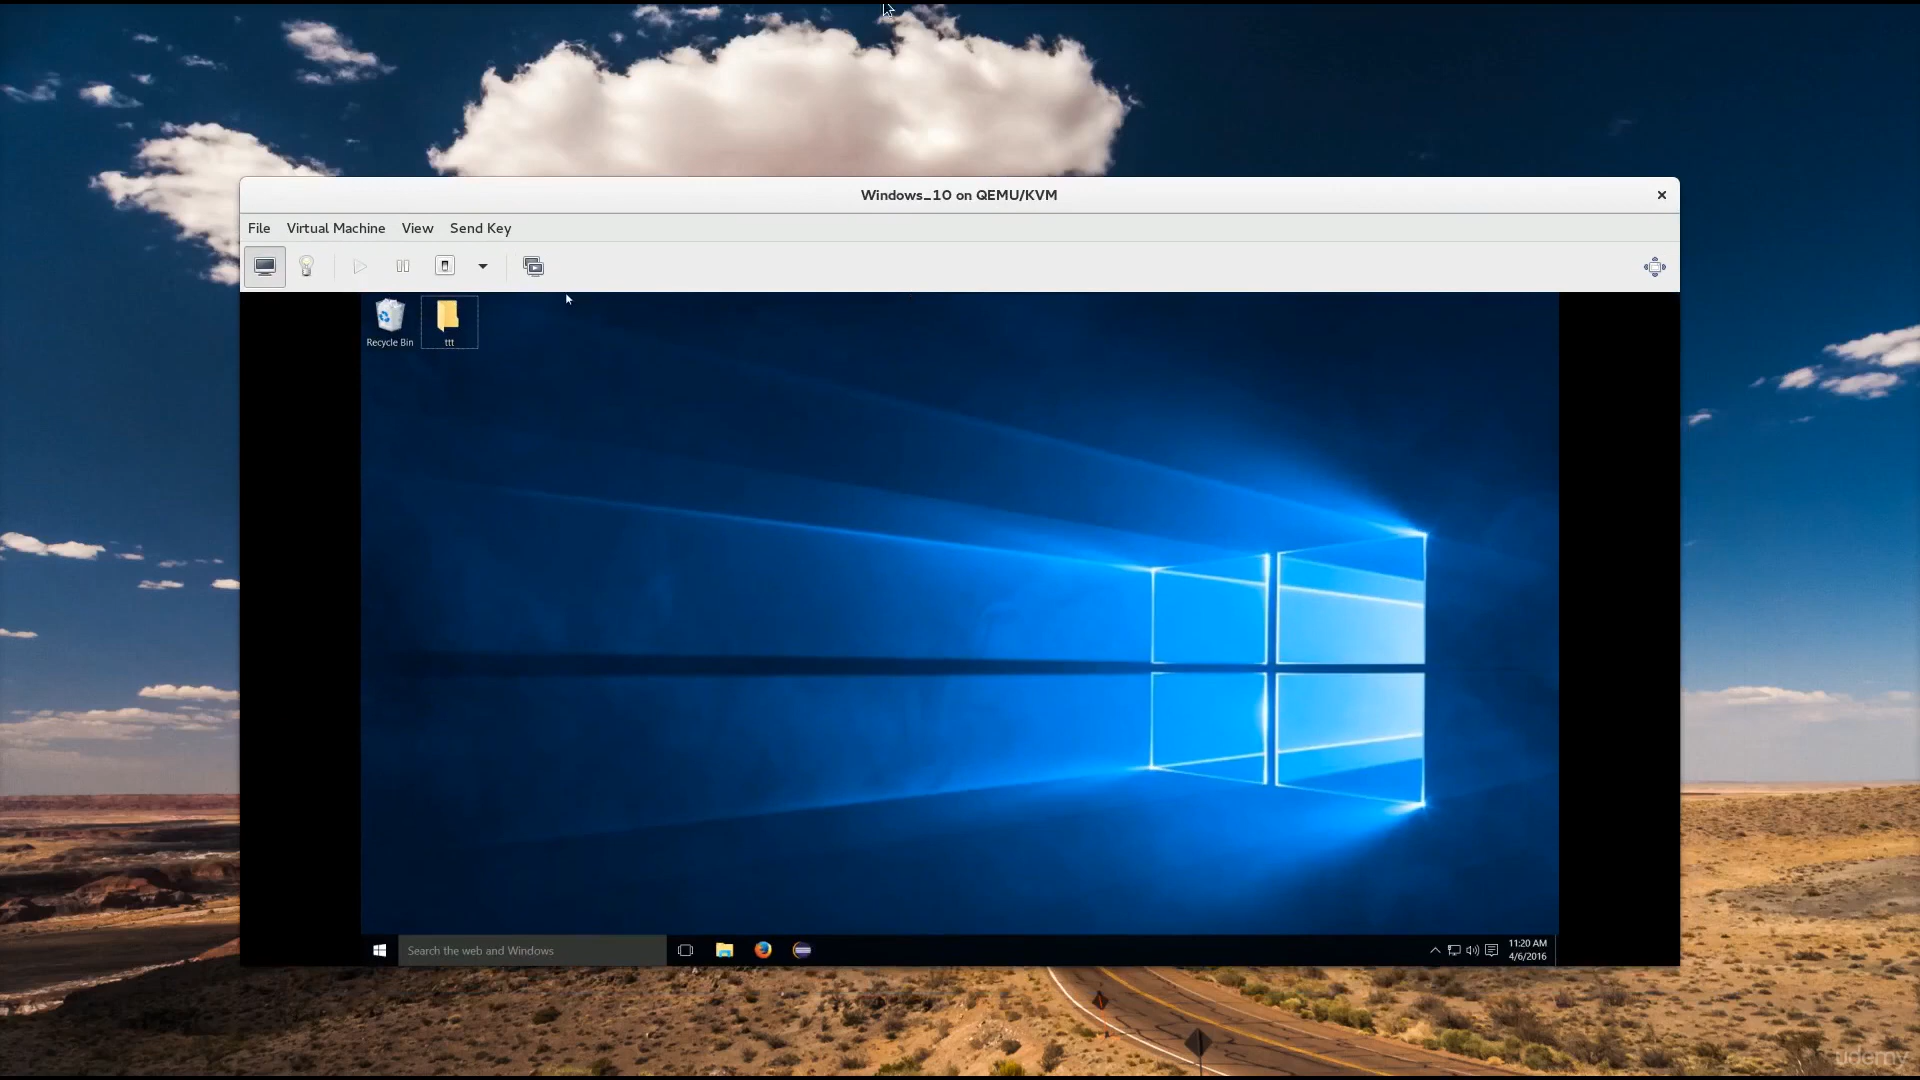 Windows_10 on QEMU/KVM
File Virtual Machine View Send Key
Recycle Bin
ttt
Search the web and Windows
11:20 AM
4/6/2016
udemy